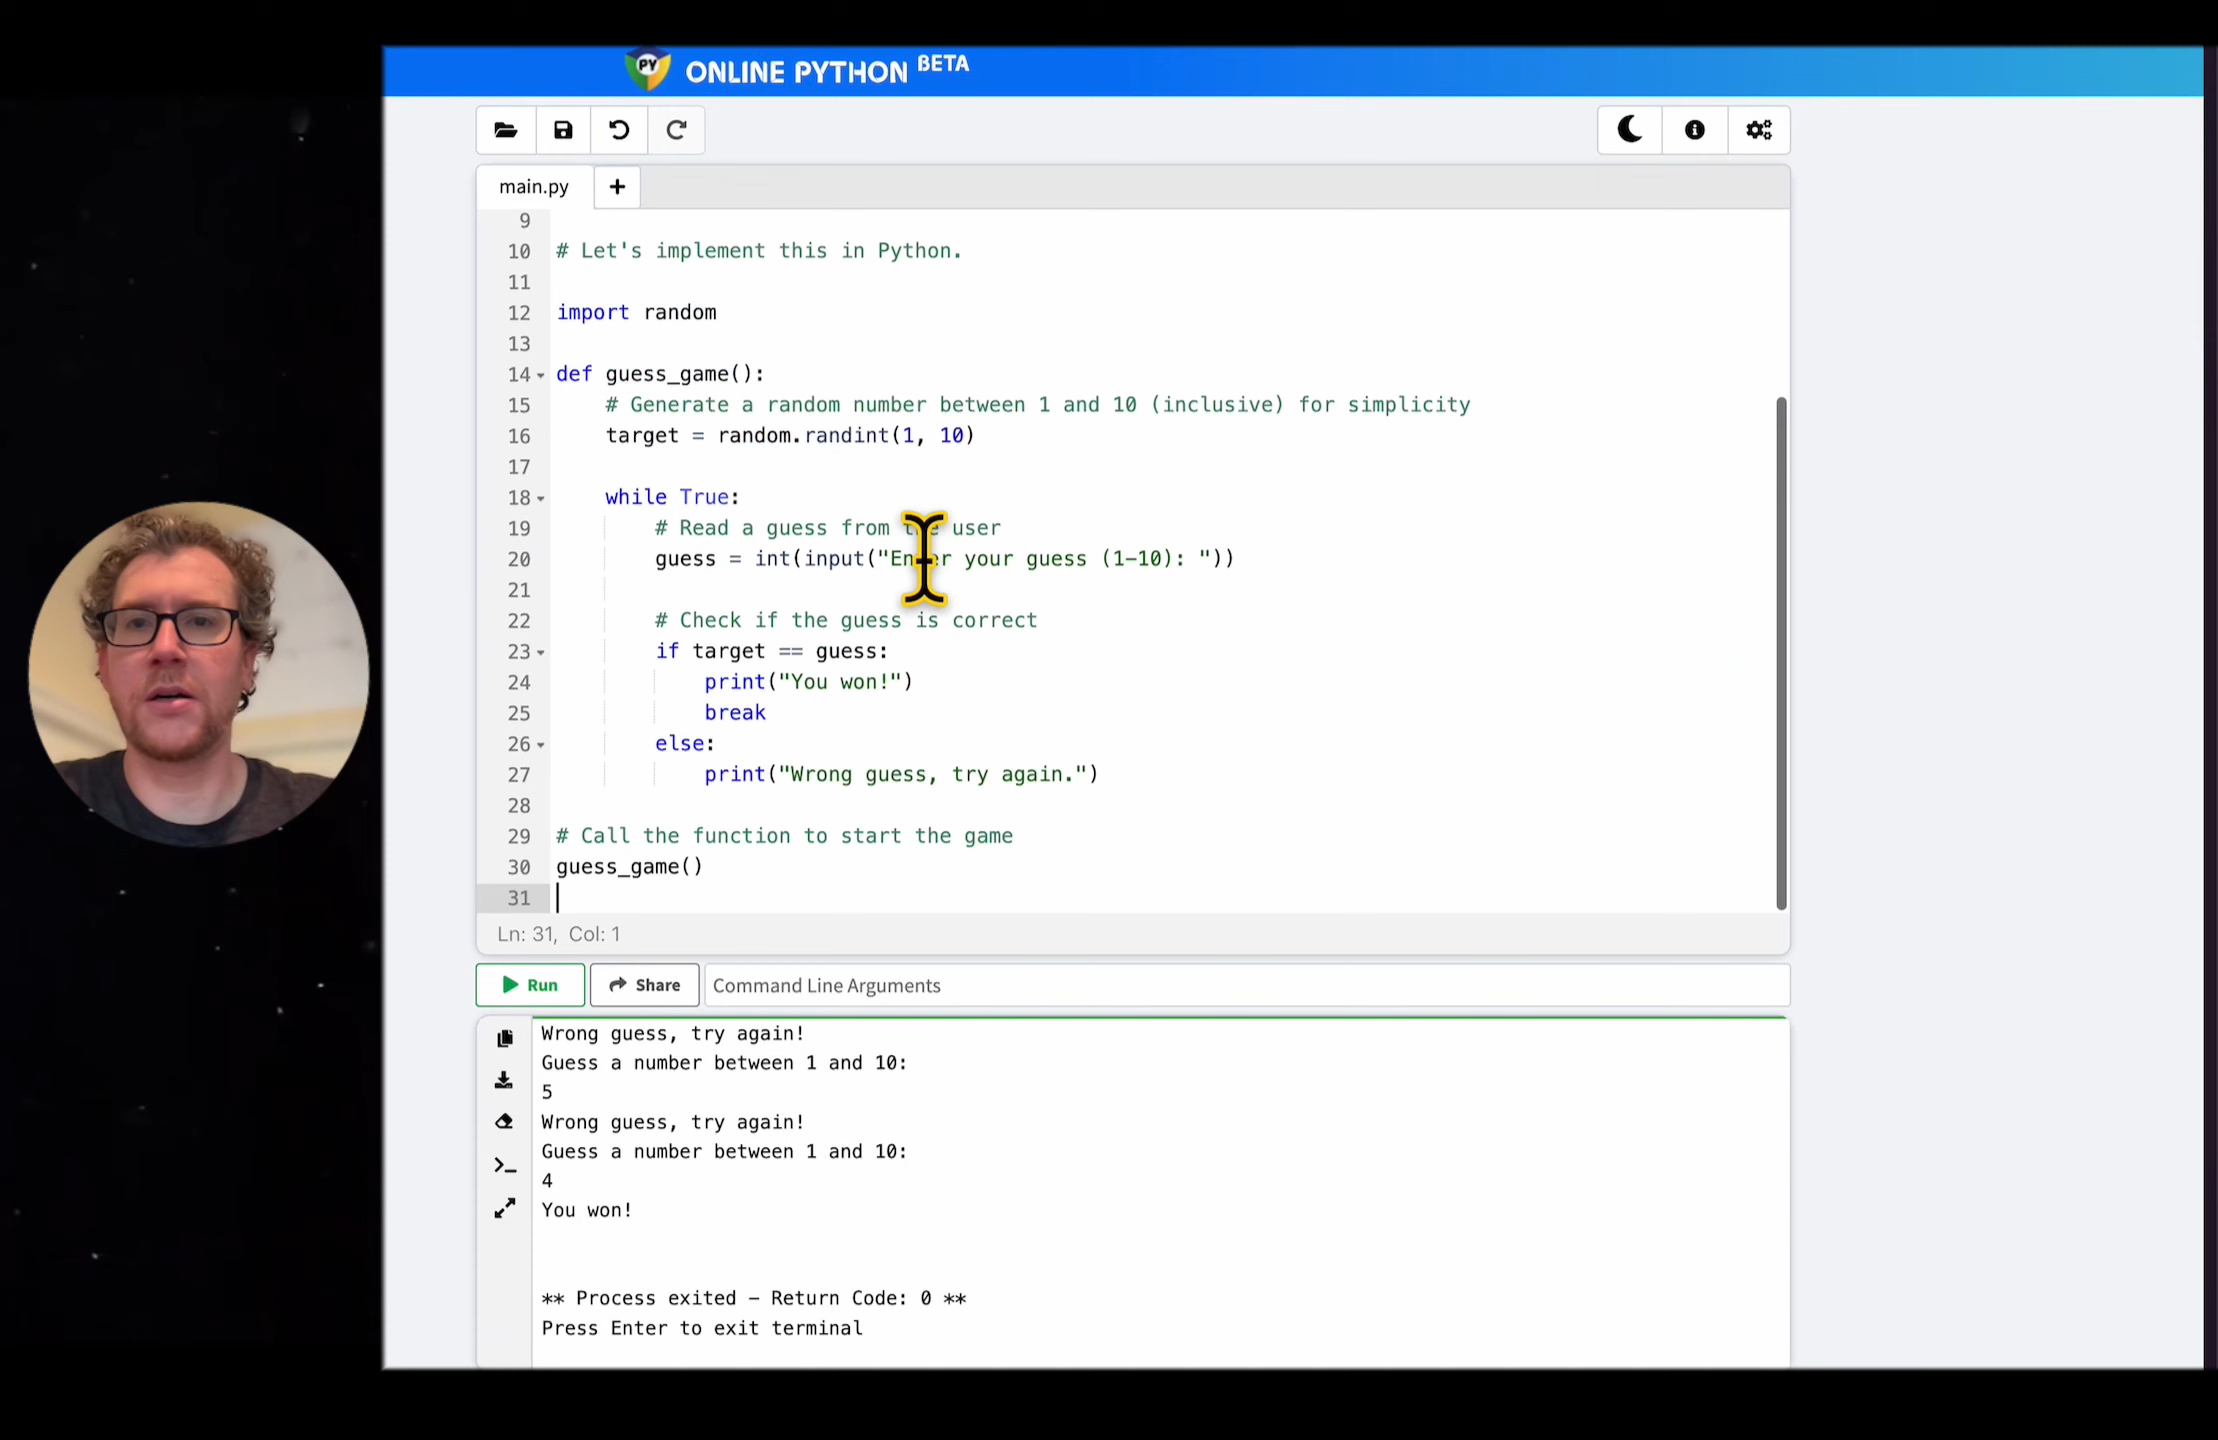 PY
ONLINE PYTHON BETA
main.py
+
9
10 # Let's implement this in Python.
11
12 import random
13
14 def guess_game():
15 # Generate a random number between 1 and 10 (inclusive) for simplicity
16 target = random.randint(1, 10)
17
18 while True:
19 # Read a guess from the user
20 guess = int(input("Enter your guess (1-10): "))
21
22 # Check if the guess is correct
23 if target == guess:
24 print("You won!")
25 break
26 else:
27 print("Wrong guess, try again.")
28
29 # Call the function to start the game
30 guess_game()
31
Ln: 31, Col: 1
Run Share Command Line Arguments
Wrong guess, try again!
Guess a number between 1 and 10:
5
Wrong guess, try again!
Guess a number between 1 and 10:
4
You won!
** Process exited - Return Code: 0 **
Press Enter to exit terminal